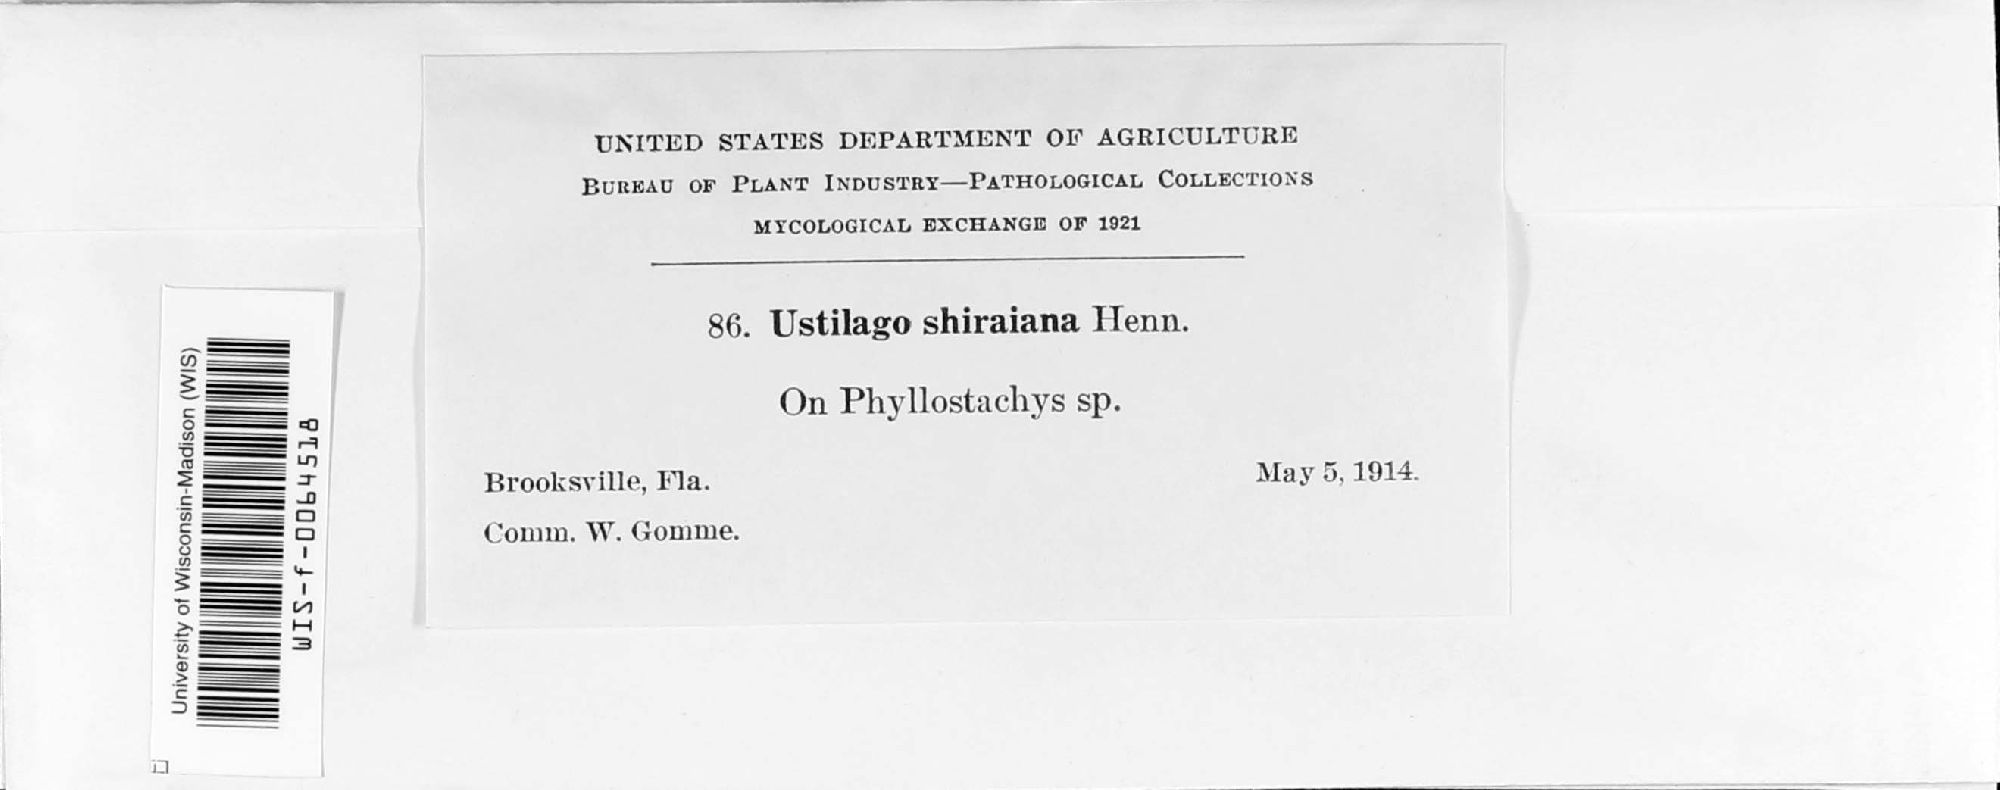 UNITED STATES DEPARTMENT OF AGRICULTURE
BUREAU OF PLANT INDUSTRY—PATHOLOGICAL COLLECTIONS
MYCOLOGICAL EXCHANGE OF 1921
86. Ustilago shiraiana Henn.
On Phyllostachys sp.
Brooksville, Fla.
May 5, 1914.
Comm. W. Gomme.
University of Wisconsin-Madison (WIS)
WIS-f-0064518